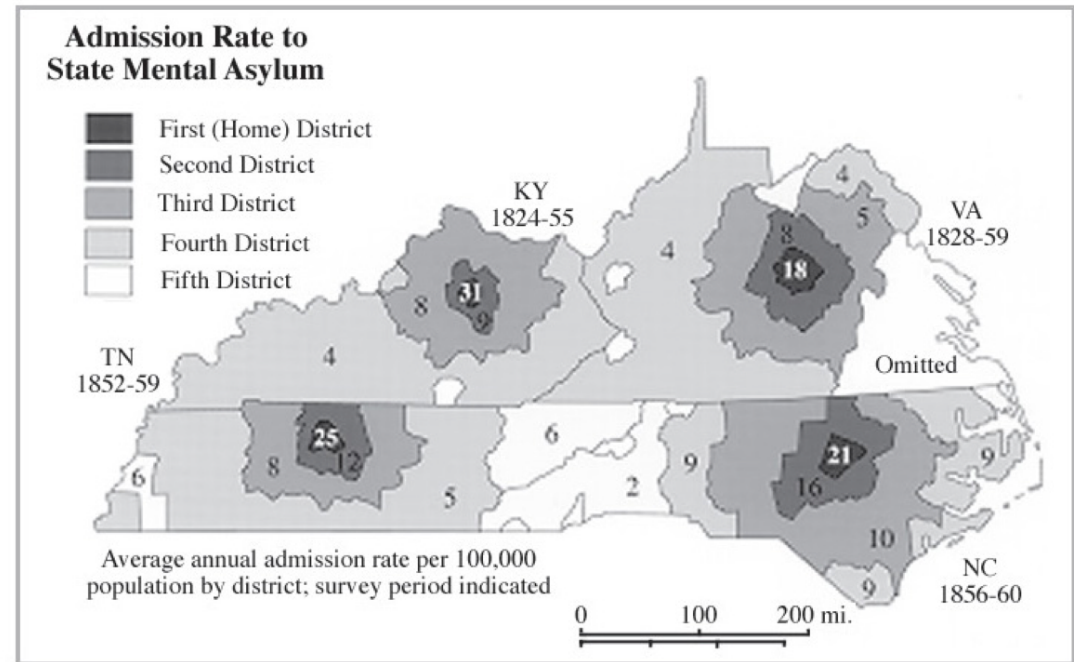 Admission Rate to
State Mental Asylum
First (Home) District
Second District
Third District
Fourth District
Fifth District
KY
1824-55
VA
1828-59
TN
1852-59
NC
1856-60
Omitted
4
5
8
18
4
31
8
9
4
25
12
8
6
5
6
2
9
21
16
9
10
9
Average annual admission rate per 100,000
population by district; survey period indicated
0 100 200 mi.